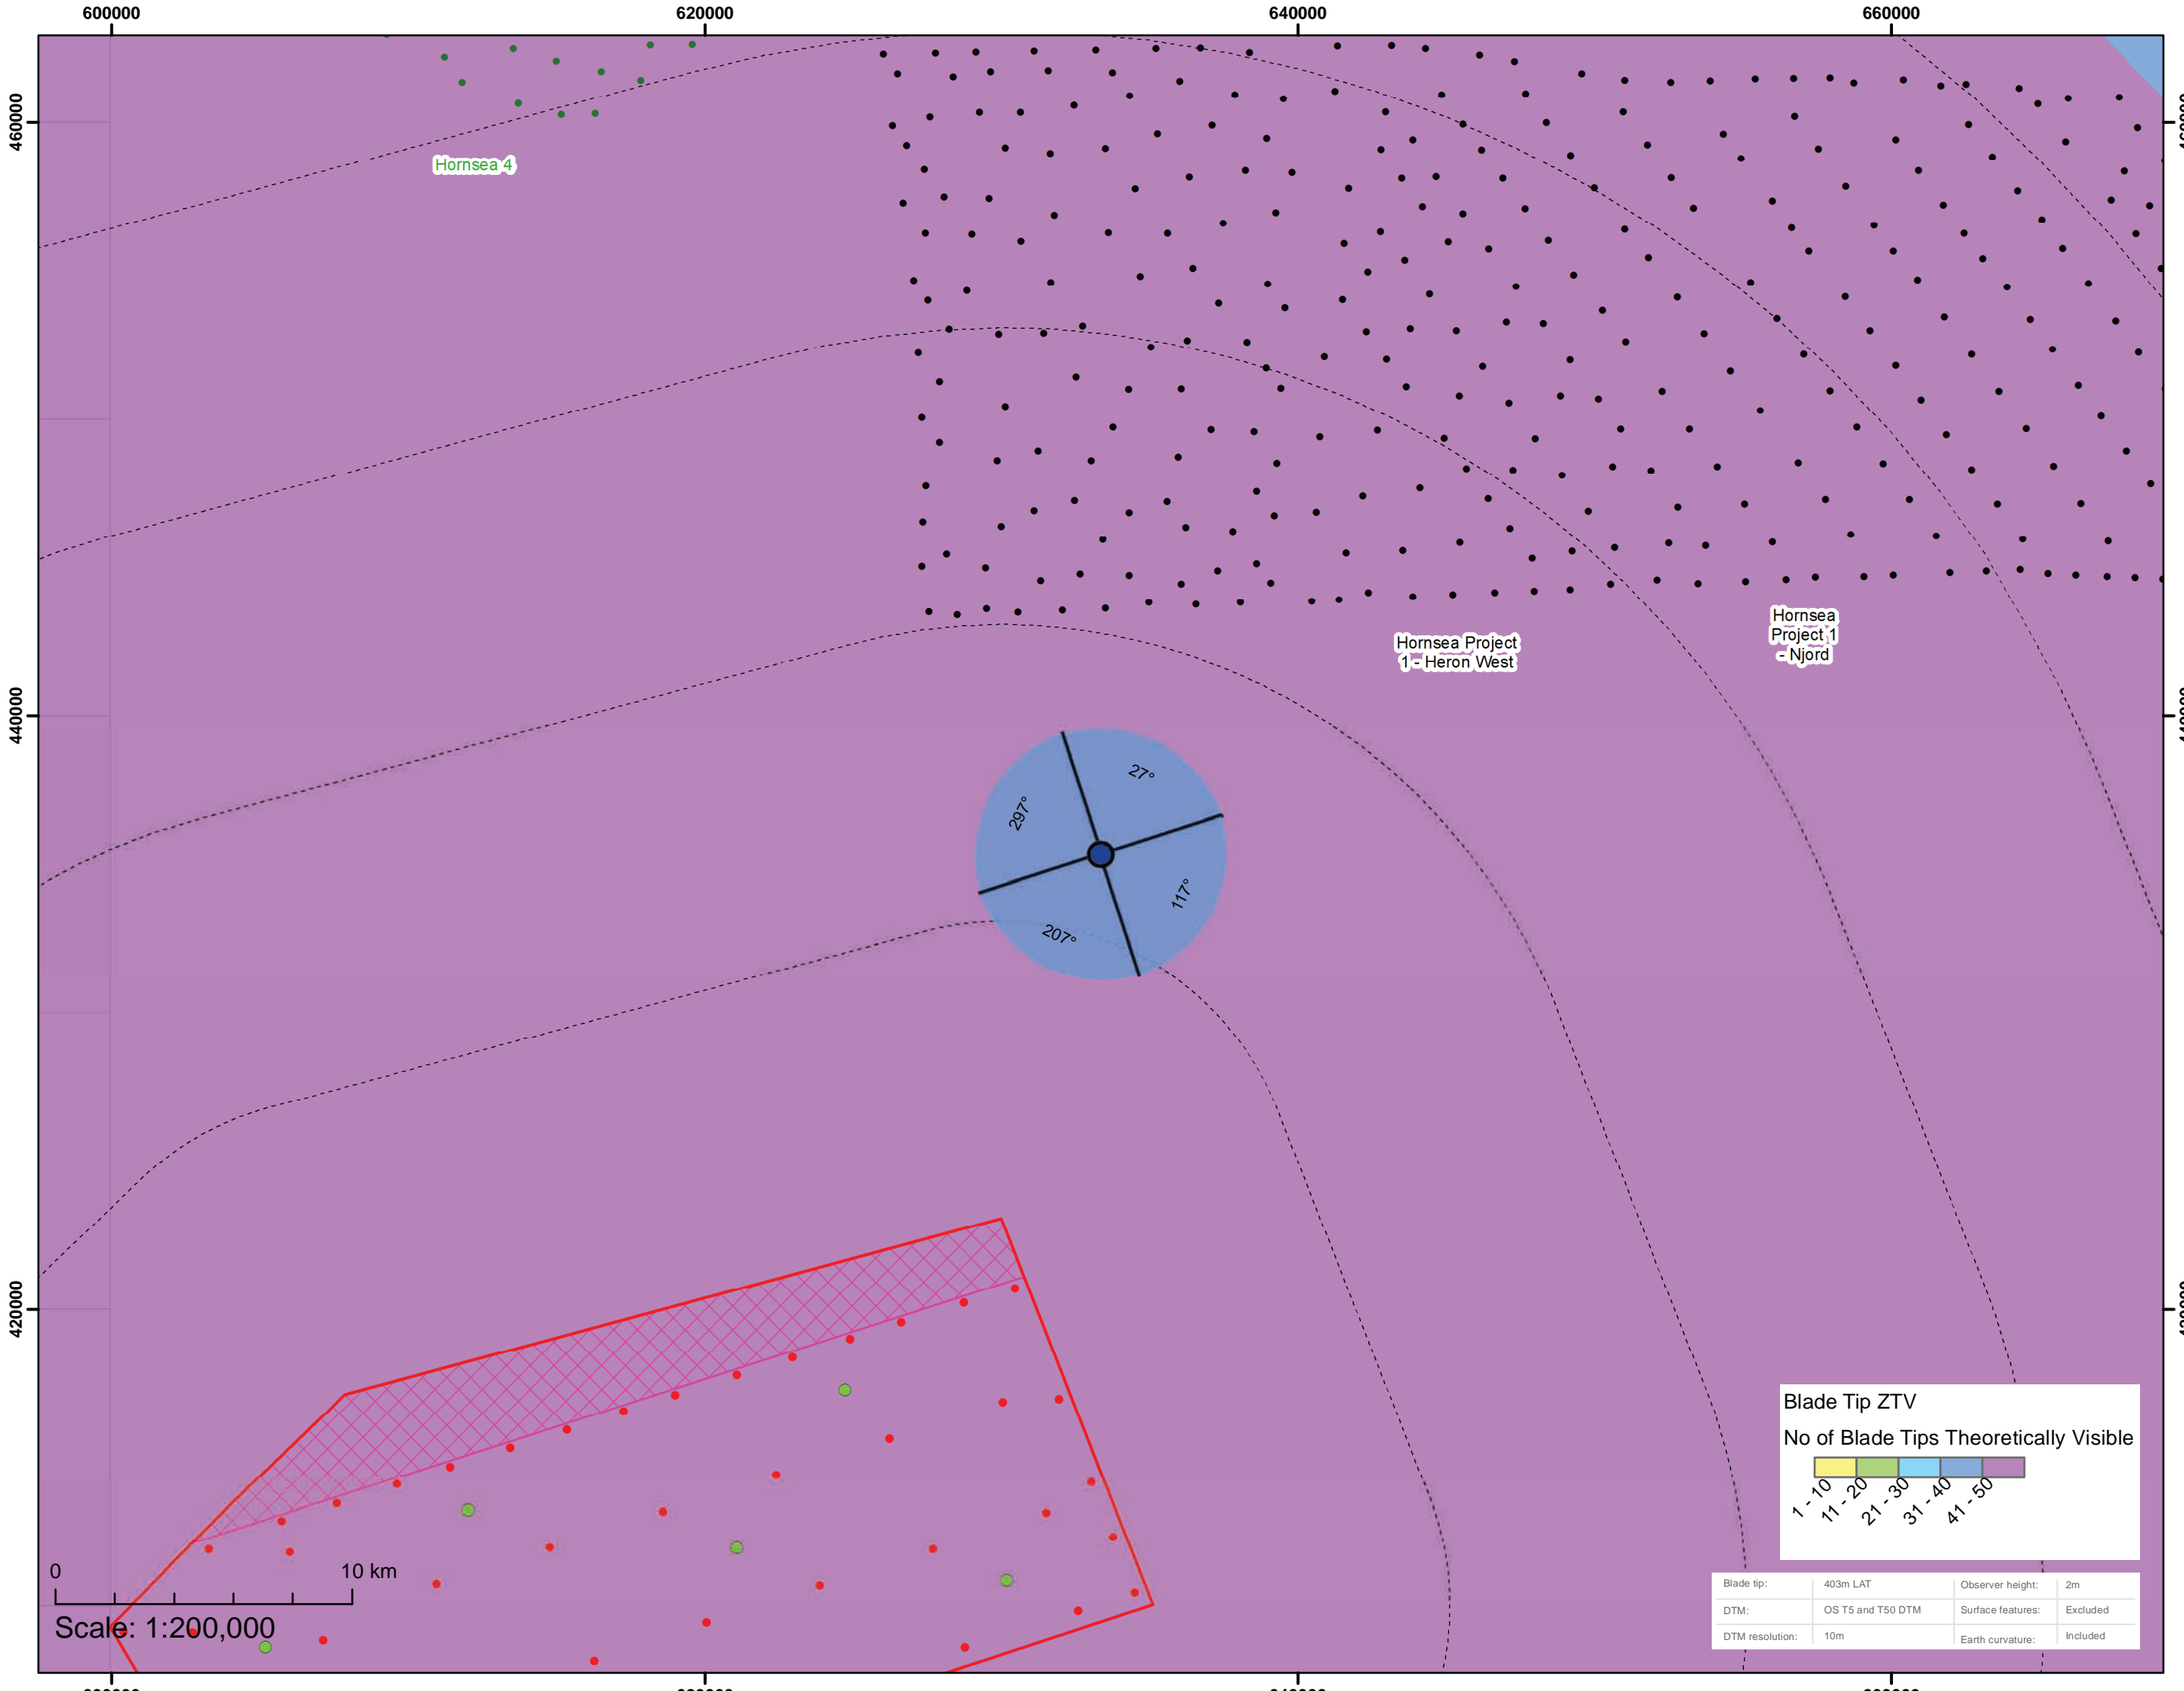 600000
620000
640000
660000
460000
Hornsea 4
Hornsea
Project 1
- Njord
Hornsea Project
1 - Heron West
440000
27°
297°
117°
207°
420000
Blade Tip ZTV
No of Blade Tips Theoretically Visible
1 - 10
11 - 20
21 - 30
31 - 40
41 - 50
0
10 km
Scale: 1:200,000
Blade tip:
403m LAT
Observer height:
2m
DTM:
OS T5 and T50 DTM
Surface features:
Excluded
DTM resolution:
10m
Earth curvature:
Included